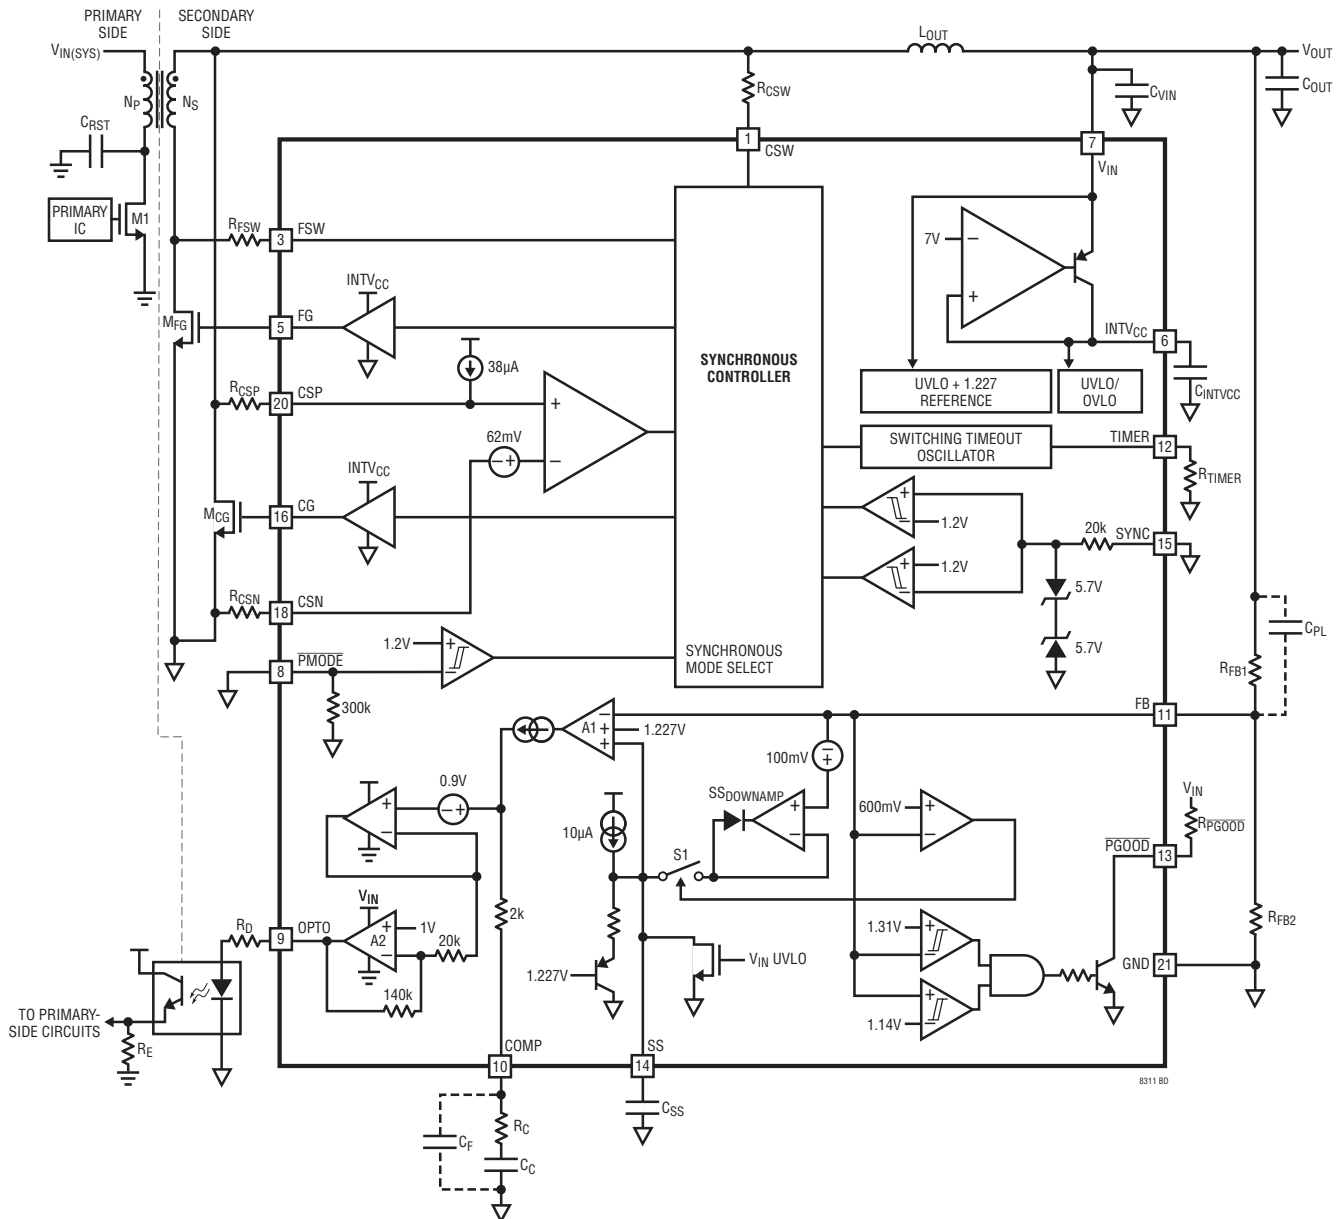 PRIMARY SIDE
SECONDARY SIDE
VIN(SYS)
LOUT
VOUT
RCSW
CVIN
COUT
NP
NS
CRST
1
CSW
7
VIN
PRIMARY IC
M1
RFSW
3
FSW
7V
−
+
INTVCC
MFG
5
FG
INTVCC
6
38µA
SYNCHRONOUS CONTROLLER
UVLO + 1.227 REFERENCE
UVLO/ OVLO
CINTVCC
RCSP
20
CSP
+
62mV
− +
−
SWITCHING TIMEOUT OSCILLATOR
TIMER
12
RTIMER
INTVCC
MCG
16
CG
+
−
1.2V
20k
SYNC
15
+
−
1.2V
5.7V
5.7V
RCSN
18
CSN
1.2V
+
−
PMODE
8
SYNCHRONOUS MODE SELECT
300k
CPL
RFB1
FB
11
A1
−
+
+
1.227V
100mV
−
+
0.9V
− +
+
−
10µA
SSDOWNAMP
+
−
600mV
+
−
VIN
RPGOOD
PGOOD
13
S1
2k
VIN
RD
9
OPTO
A2
+
−
1V
20k
140k
1.31V
+
−
VIN UVLO
1.227V
1.14V
+
−
RFB2
GND
21
TO PRIMARY-
SIDE CIRCUITS
RE
COMP
10
SS
14
8311 BD
CSS
RC
CF
CC